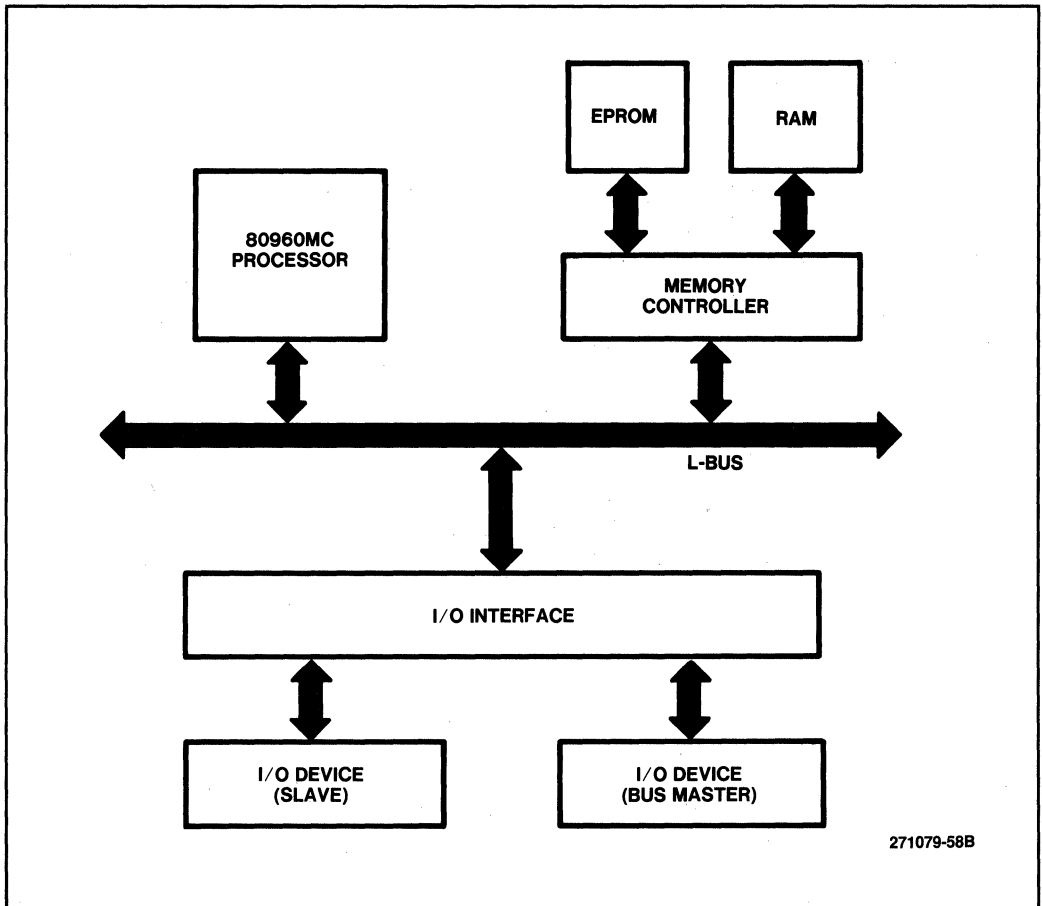 EPROM
RAM
80960MC
PROCESSOR
MEMORY
CONTROLLER
L-BUS
I/O INTERFACE
I/O DEVICE
(SLAVE)
I/O DEVICE
(BUS MASTER)
271079-58B